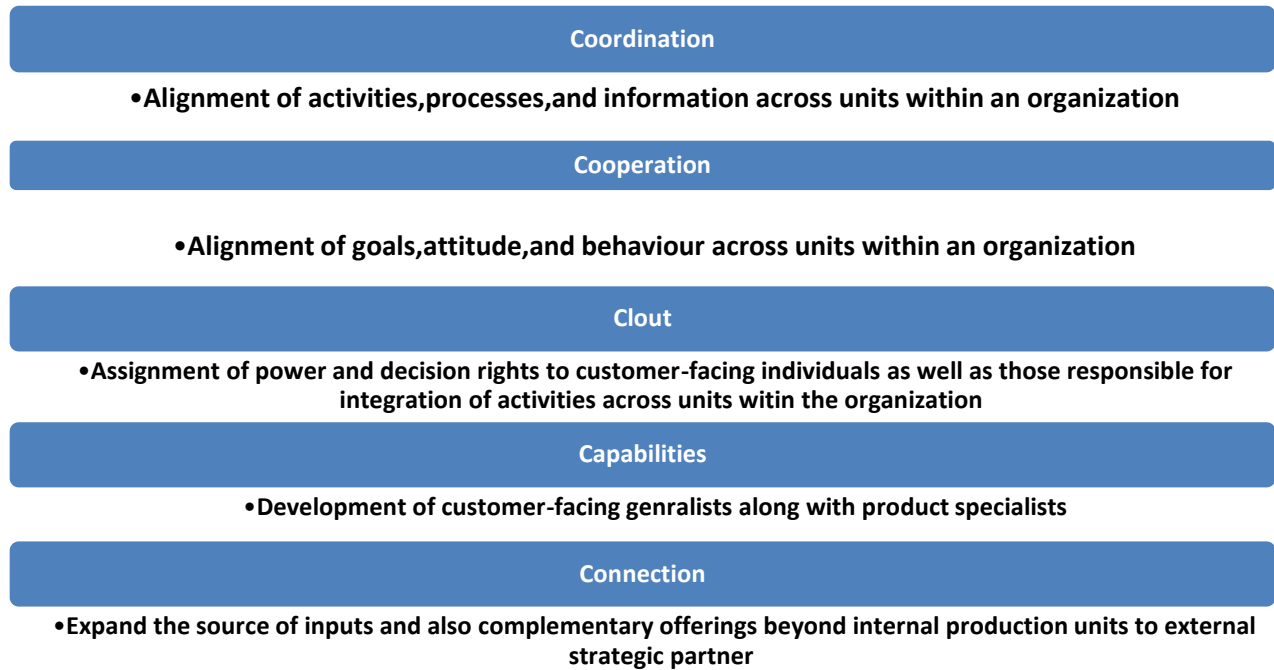 Coordination
•Alignment of activities,processes,and information across units within an organization
Cooperation
•Alignment of goals,attitude,and behaviour across units within an organization
Clout
•Assignment of power and decision rights to customer-facing individuals as well as those responsible for
integration of activities across units witin the organization
Capabilities
•Development of customer-facing genralists along with product specialists
Connection
•Expand the source of inputs and also complementary offerings beyond internal production units to external
strategic partner